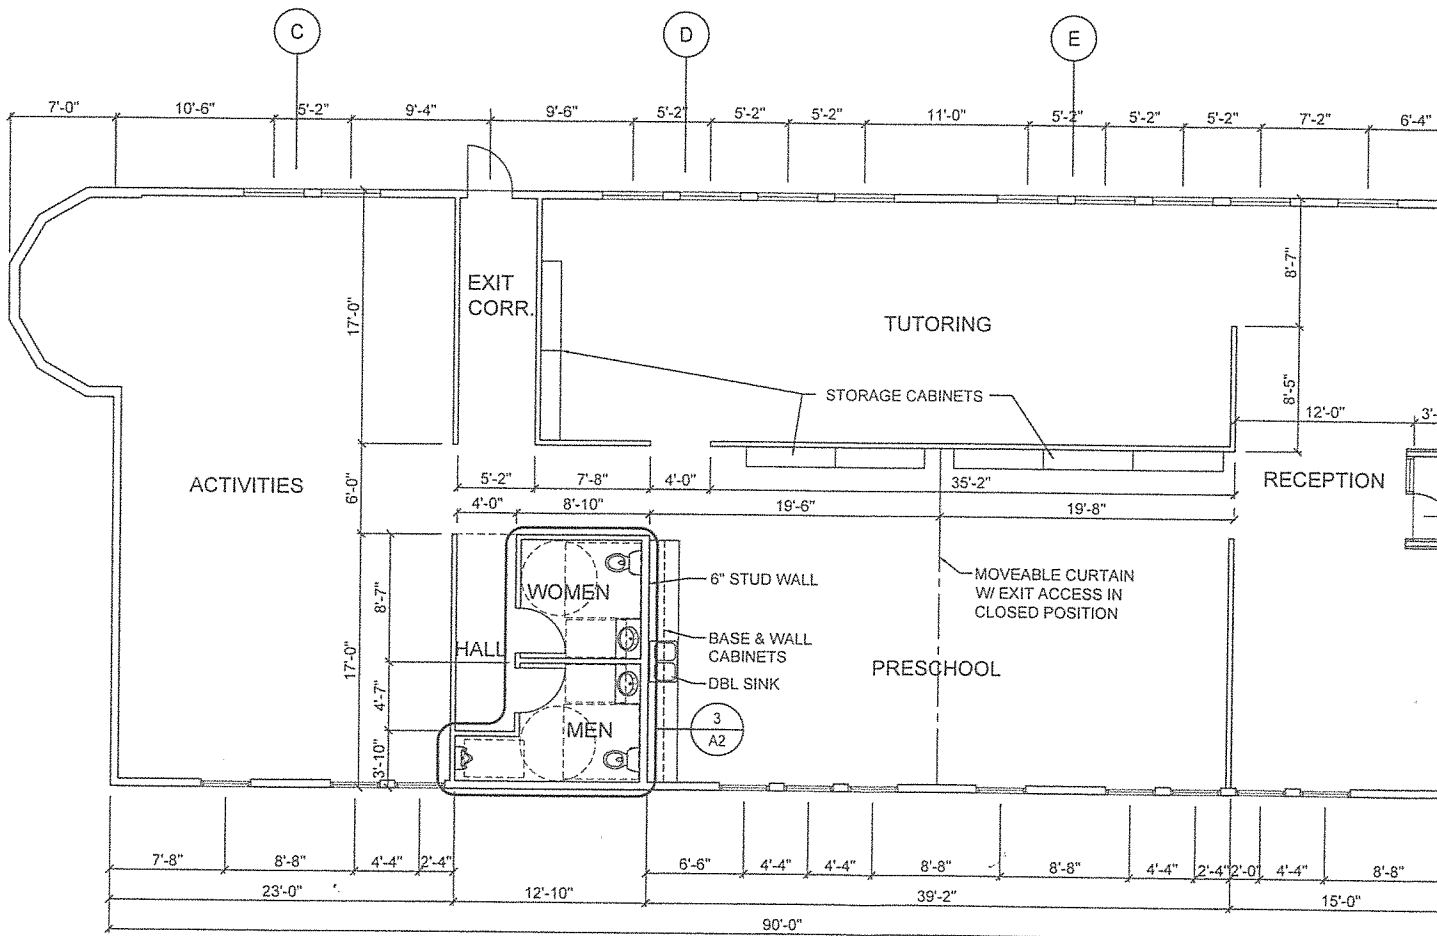 C
D
E
7'-0"
10'-6"
5'-2"
9'-4"
9'-6"
5'-2"
5'-2"
5'-2"
11'-0"
5'-2"
5'-2"
5'-2"
7'-2"
6'-4"
EXIT
CORR.
17'-0"
TUTORING
8'-7"
STORAGE CABINETS
8'-5"
12'-0"
ACTIVITIES
6'-0"
5'-2"
7'-8"
4'-0"
35'-2"
RECEPTION
4'-0"
8'-10"
19'-6"
19'-8"
WOMEN
6" STUD WALL
MOVEABLE CURTAIN
W/ EXIT ACCESS IN
CLOSED POSITION
8'-7"
HALL
BASE & WALL
CABINETS
PRESCHOOL
17'-0"
DBL SINK
4'-7"
MEN
3
A2
3'-10"
7'-8"
8'-8"
4'-4"
2'-4"
6'-6"
4'-4"
4'-4"
8'-8"
8'-8"
4'-4"
2'-4"
2'-0"
4'-4"
8'-8"
23'-0"
12'-10"
39'-2"
15'-0"
90'-0"